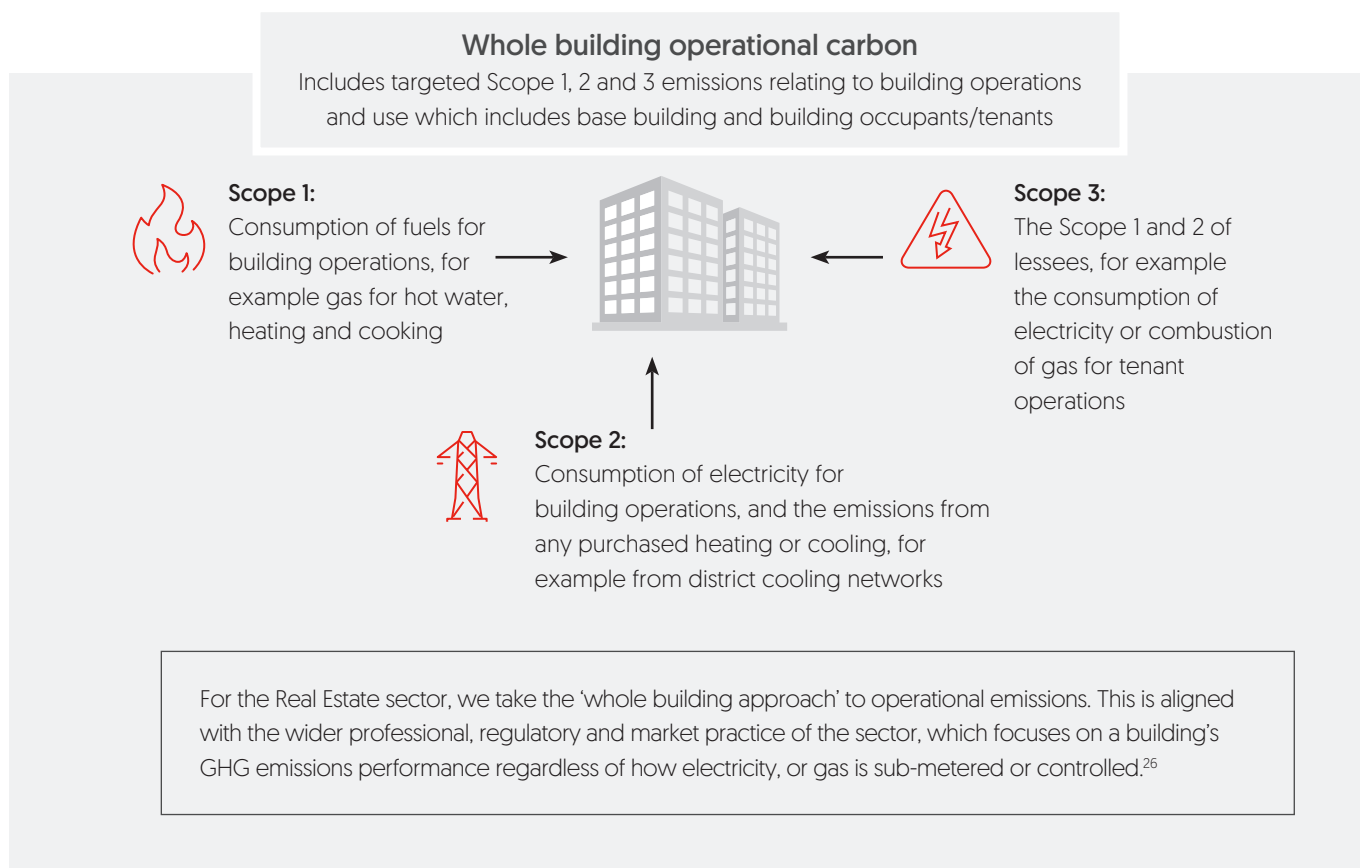 Whole building operational carbon
Includes targeted Scope 1, 2 and 3 emissions relating to building operations
and use which includes base building and building occupants/tenants
Scope 1:
Consumption of fuels for
building operations, for
example gas for hot water,
heating and cooking
Scope 3:
The Scope 1 and 2 of
lessees, for example
the consumption of
electricity or combustion
of gas for tenant
operations
Scope 2:
Consumption of electricity for
building operations, and the emissions from
any purchased heating or cooling, for
example from district cooling networks
For the Real Estate sector, we take the ‘whole building approach’ to operational emissions. This is aligned
with the wider professional, regulatory and market practice of the sector, which focuses on a building’s
GHG emissions performance regardless of how electricity, or gas is sub-metered or controlled.26